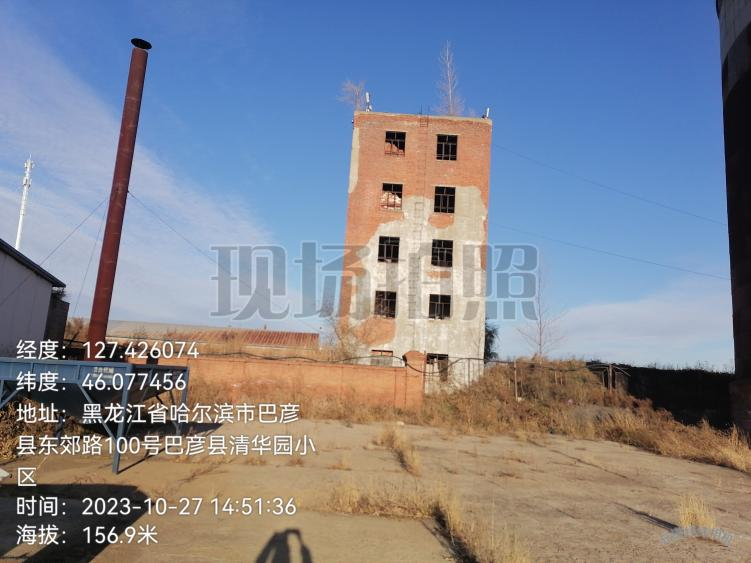 现场拍照
经度：127.426074
纬度：46.077456
地址：黑龙江省哈尔滨市巴彦
县东郊路100号巴彦县清华园小
区
时间：2023-10-27 14:51:36
海拔：156.9米